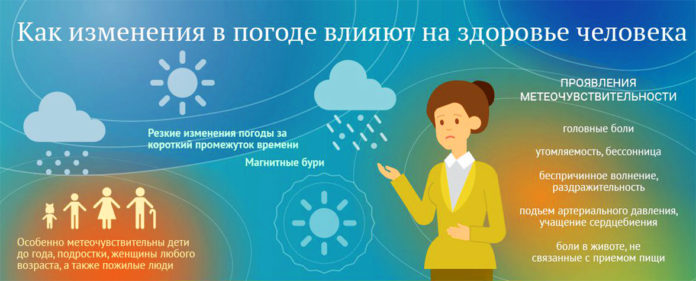 Как изменения в погоде влияют на здоровье человека
Резкие изменения погоды за
короткий промежуток времени
Магнитные бури
Особенно метеочувствительны дети
до года, подростки, женщины любого
возраста, а также пожилые люди
ПРОЯВЛЕНИЯ
МЕТЕОЧУВСТВИТЕЛЬНОСТИ
головные боли
утомляемость, бессонница
беспричинное волнение,
раздражительность
подъем артериального давления,
учащение сердцебиения
боли в животе, не
связанные с приемом пищи